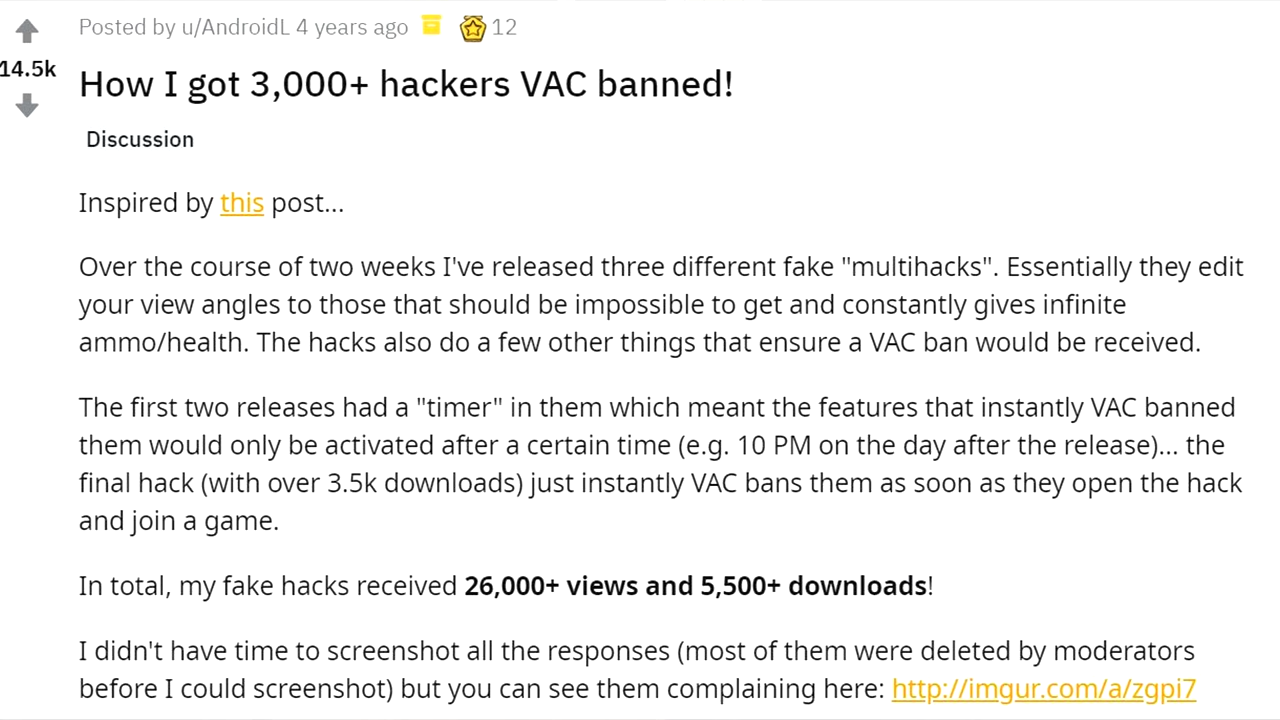 Posted by u/AndroidL 4 years ago 12
14.5k
How I got 3,000+ hackers VAC banned!
Discussion
Inspired by this post...
Over the course of two weeks I've released three different fake "multihacks". Essentially they edit
your view angles to those that should be impossible to get and constantly gives infinite
ammo/health. The hacks also do a few other things that ensure a VAC ban would be received.
The first two releases had a "timer" in them which meant the features that instantly VAC banned
them would only be activated after a certain time (e.g. 10 PM on the day after the release)... the
final hack (with over 3.5k downloads) just instantly VAC bans them as soon as they open the hack
and join a game.
In total, my fake hacks received 26,000+ views and 5,500+ downloads!
I didn't have time to screenshot all the responses (most of them were deleted by moderators
before I could screenshot) but you can see them complaining here: http://imgur.com/a/zgpi7